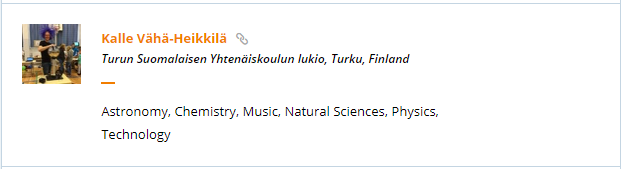 Kalle Vähä-Heikkilä
Turun Suomalaisen Yhtenäiskoulun lukio, Turku, Finland
Astronomy, Chemistry, Music, Natural Sciences, Physics,
Technology